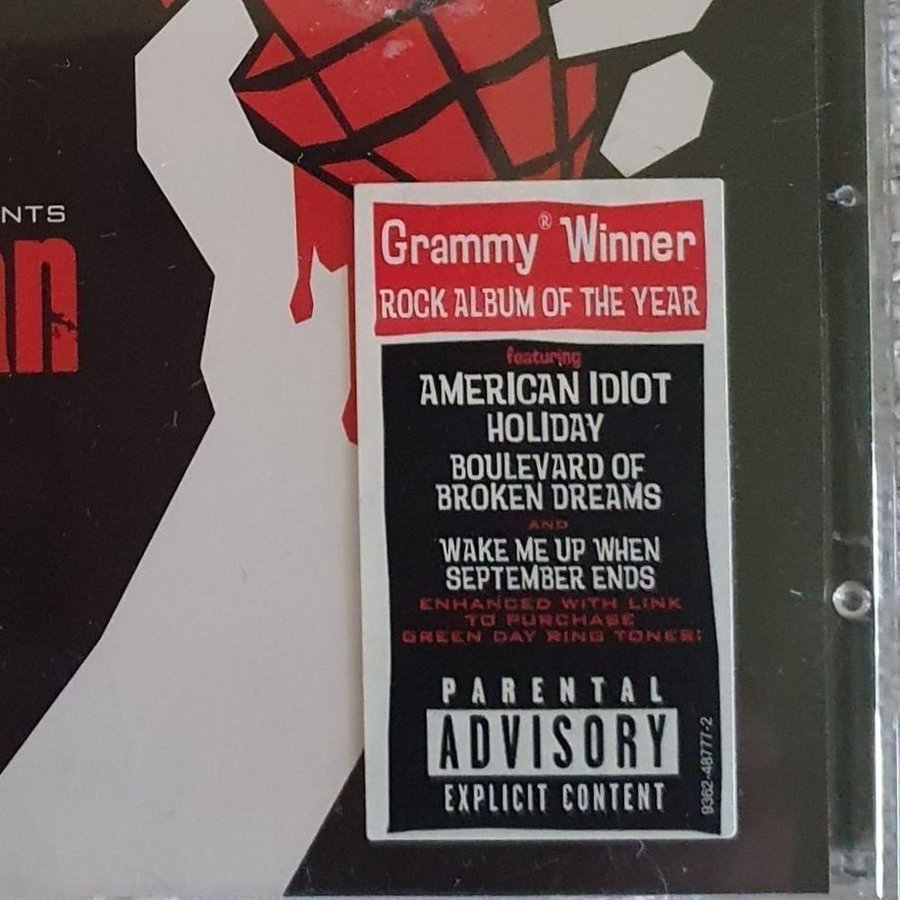 NTS
an
Grammy® Winner
ROCK ALBUM OF THE YEAR
featuring
AMERICAN IDIOT
HOLIDAY
BOULEVARD OF
BROKEN DREAMS
AND
WAKE ME UP WHEN
SEPTEMBER ENDS
ENHANCED WITH LINK
TO PURCHASE
GREEN DAY RING TONES!
PARENTAL
ADVISORY
EXPLICIT CONTENT
9362-48777-2